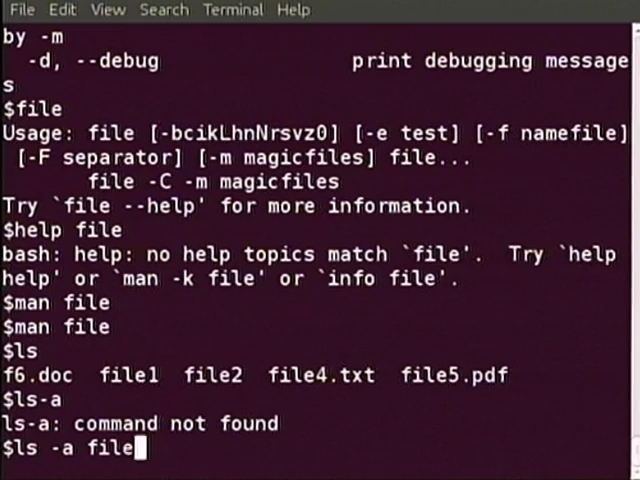 File Edit View Search Terminal Help
by -m
-d, --debug print debugging message
s
$file
Usage: file [-bcikLhnNrsvz0] [-e test] [-f namefile]
[-F separator] [-m magicfiles] file...
file -C -m magicfiles
Try `file --help' for more information.
$help file
bash: help: no help topics match `file'. Try `help
help' or `man -k file' or `info file'.
$man file
$man file
$ls
f6.doc file1 file2 file4.txt file5.pdf
$ls-a
ls-a: command not found
$ls -a file